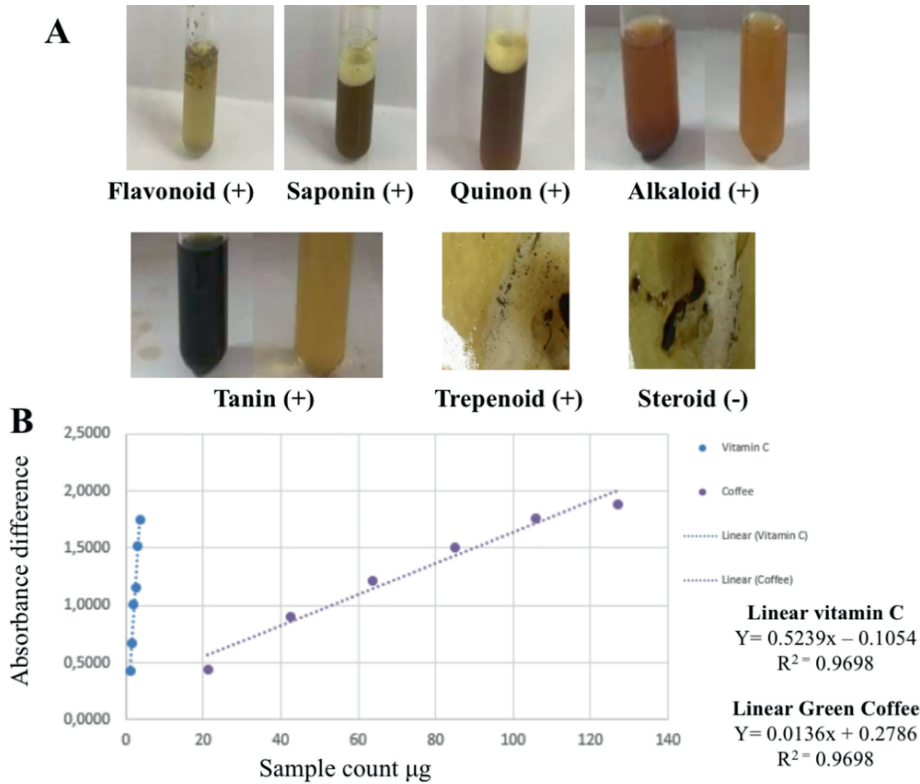 A
Flavonoid (+)
Saponin (+)
Quinon (+)
Alkaloid (+)
Tanin (+)
Trepenoid (+)
Steroid (-)
B
Absorbance difference
2,5000
2,0000
1,5000
1,0000
0,5000
0,0000
0
20
40
60
80
100
120
140
Sample count µg
Vitamin C
Coffee
Linear (Vitamin C)
Linear (Coffee)
Linear vitamin C
Y= 0.5239x – 0.1054
R² = 0.9698
Linear Green Coffee
Y= 0.0136x + 0.2786
R² = 0.9698